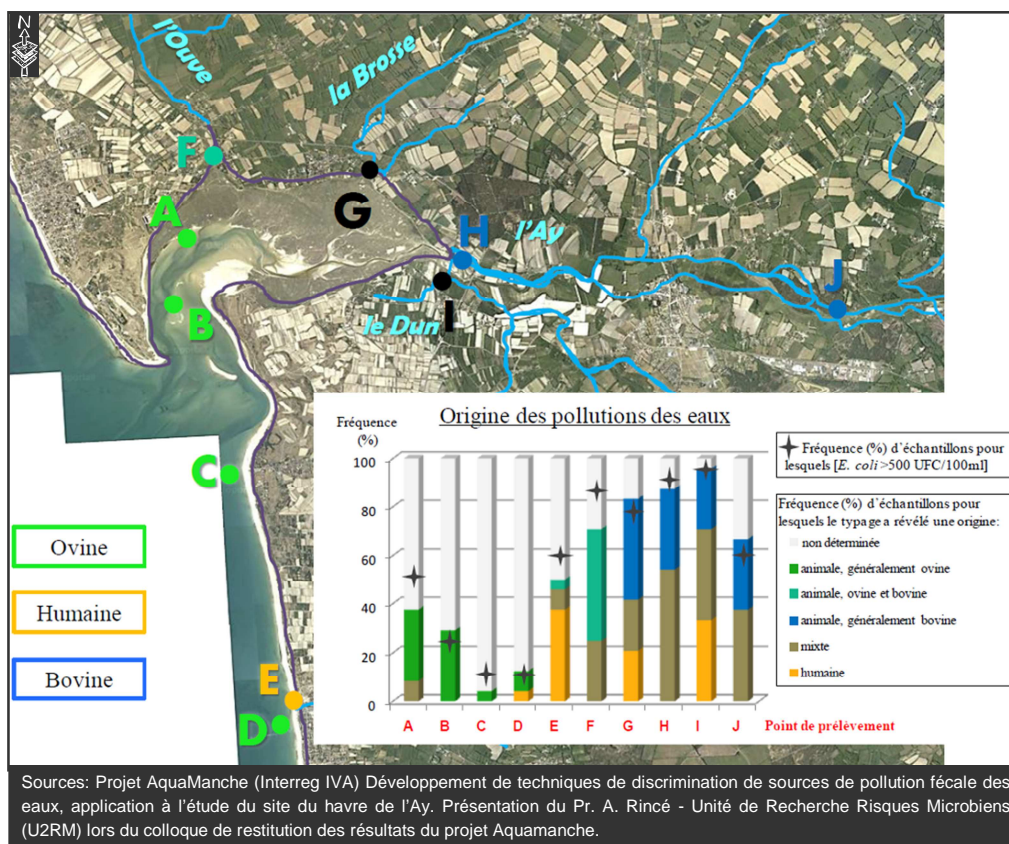 N
l'Ouve
la Brosse
F
G
A
H
l'Ay
J
B
le Dun
I
C
E
D
Ovine
Humaine
Bovine
Origine des pollutions des eaux
Fréquence
(%)
100
80
60
40
20
0
A B C D E F G H I J
Point de prélèvement
Fréquence (%) d'échantillons pour
lesquels [E. coli >500 UFC/100ml]
Fréquence (%) d'échantillons pour
lesquels le typage a révélé une origine:
non déterminée
animale, généralement ovine
animale, ovine et bovine
animale, généralement bovine
mixte
humaine
Sources: Projet AquaManche (Interreg IVA) Développement de techniques de discrimination de sources de pollution fécale des
eaux, application à l'étude du site du havre de l'Ay. Présentation du Pr. A. Rincé - Unité de Recherche Risques Microbiens
(U2RM) lors du colloque de restitution des résultats du projet Aquamanche.